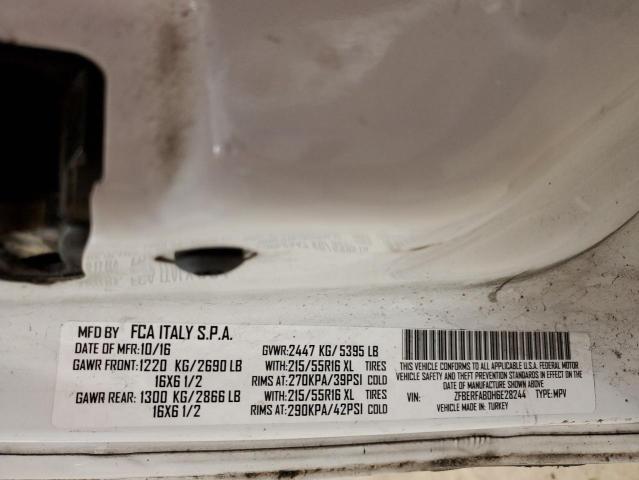 MFD BY FCA ITALY S.P.A.
DATE OF MFR:10/16 GVWR:2447 KG/ 5395 LB
GAWR FRONT:1220 KG/2690 LB WITH:215/55R16 XL TIRES
16X6 1/2 RIMS AT:270KPA/39PSI COLD
GAWR REAR: 1300 KG/2866 LB WITH:215/55R16 XL TIRES
16X6 1/2 RIMS AT:290KPA/42PSI COLD
THIS VEHICLE CONFORMS TO ALL APPLICABLE U.S.A. FEDERAL MOTOR
VEHICLE SAFETY AND THEFT PREVENTION STANDARDS IN EFFECT ON THE
DATE OF MANUFACTURE SHOWN ABOVE.
VIN: ZFBERFAB0H6E28244 TYPE:MPV
VEHICLE MADE IN: TURKEY